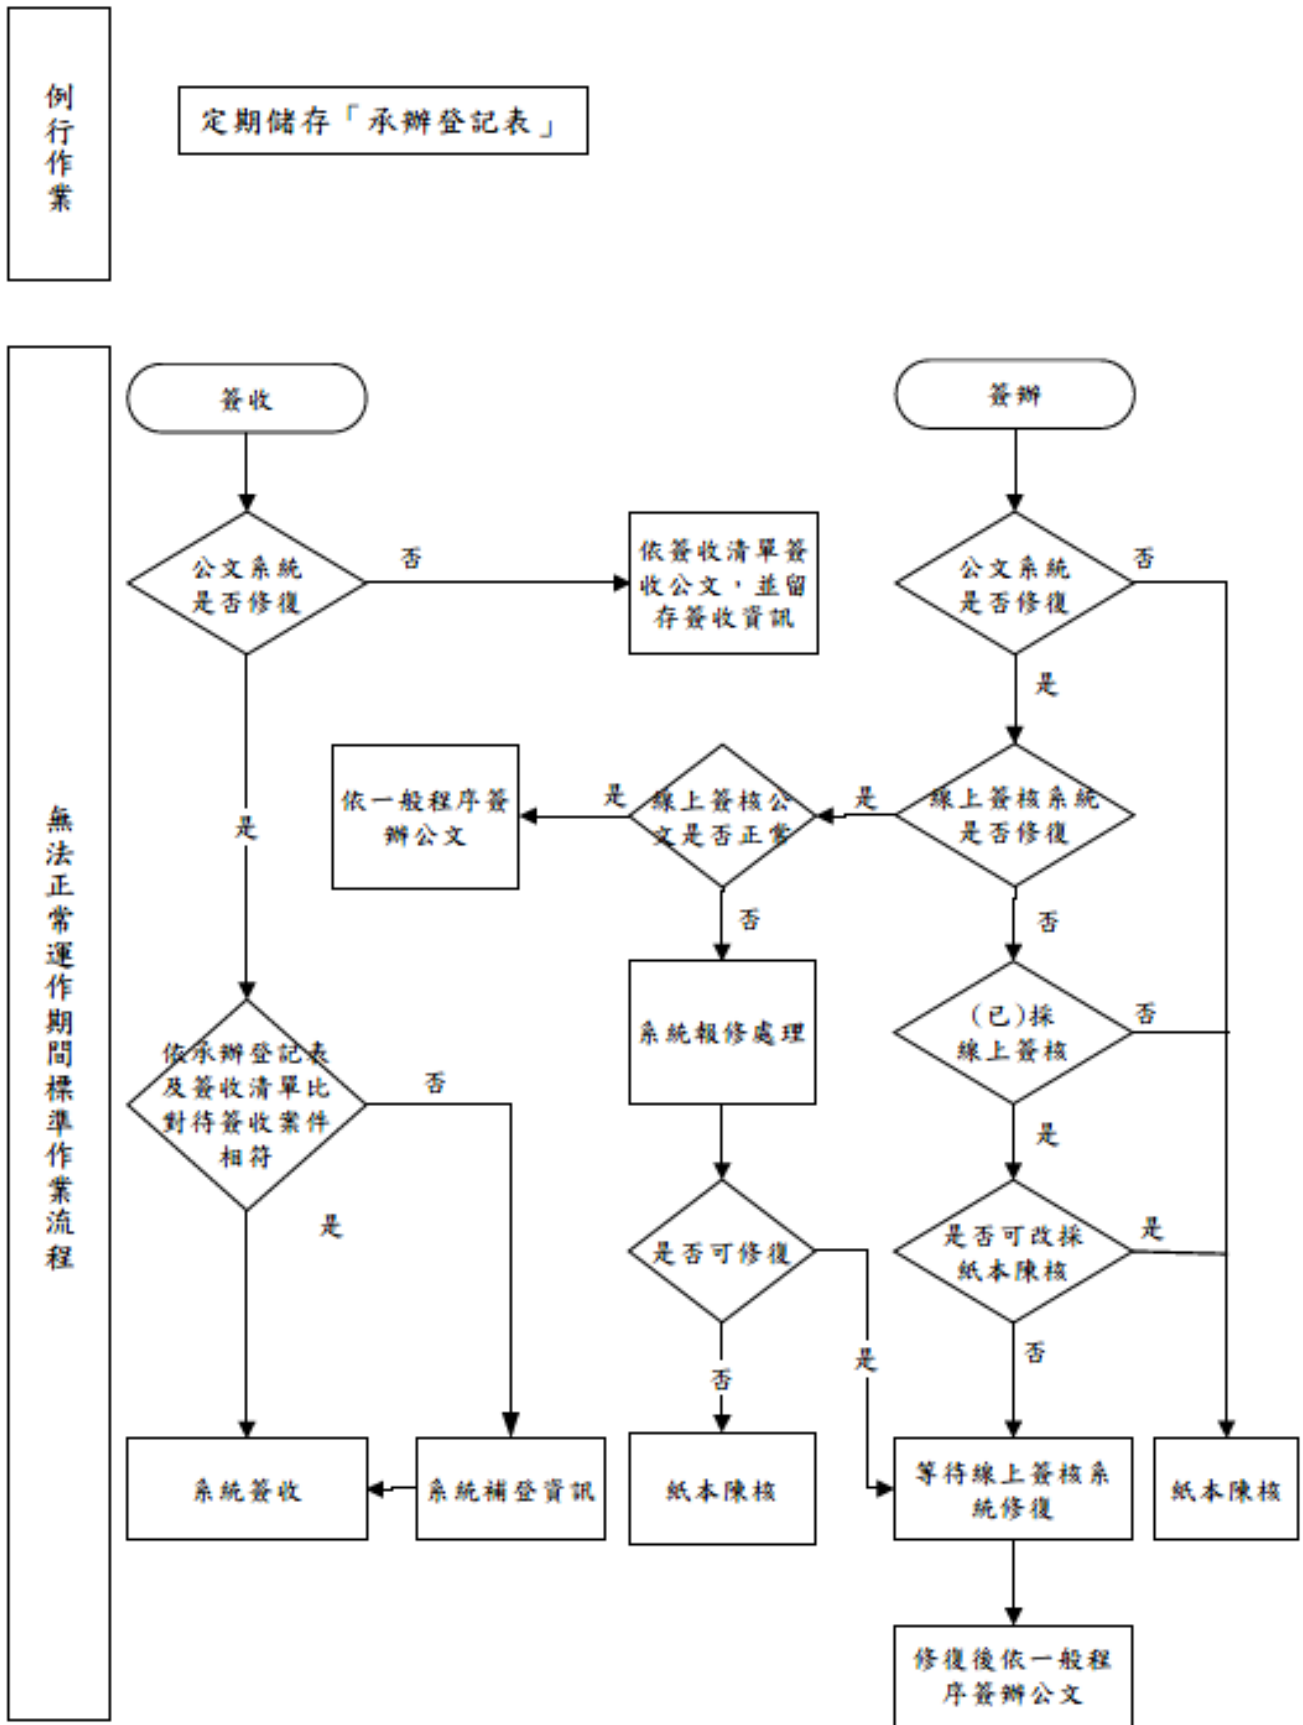 例行作業
定期儲存「承辦登記表」
無法正常運作期間標準作業流程
簽收
簽辦
公文系統
是否修復
否
依簽收清單簽
收公文，並留
存簽收資訊
公文系統
是否修復
否
是
依一般程序簽
辦公文
是
線上簽核公
文是否正常
是
線上簽核系統
是否修復
是
否
否
系統報修處理
(已)採
線上簽核
否
依承辦登記表
及簽收清單比
對待簽收案件
相符
否
是
是
是否可修復
是否可改採
紙本陳核
是
否
是
否
系統簽收
系統補登資訊
紙本陳核
等待線上簽核系
統修復
紙本陳核
修復後依一般程
序簽辦公文